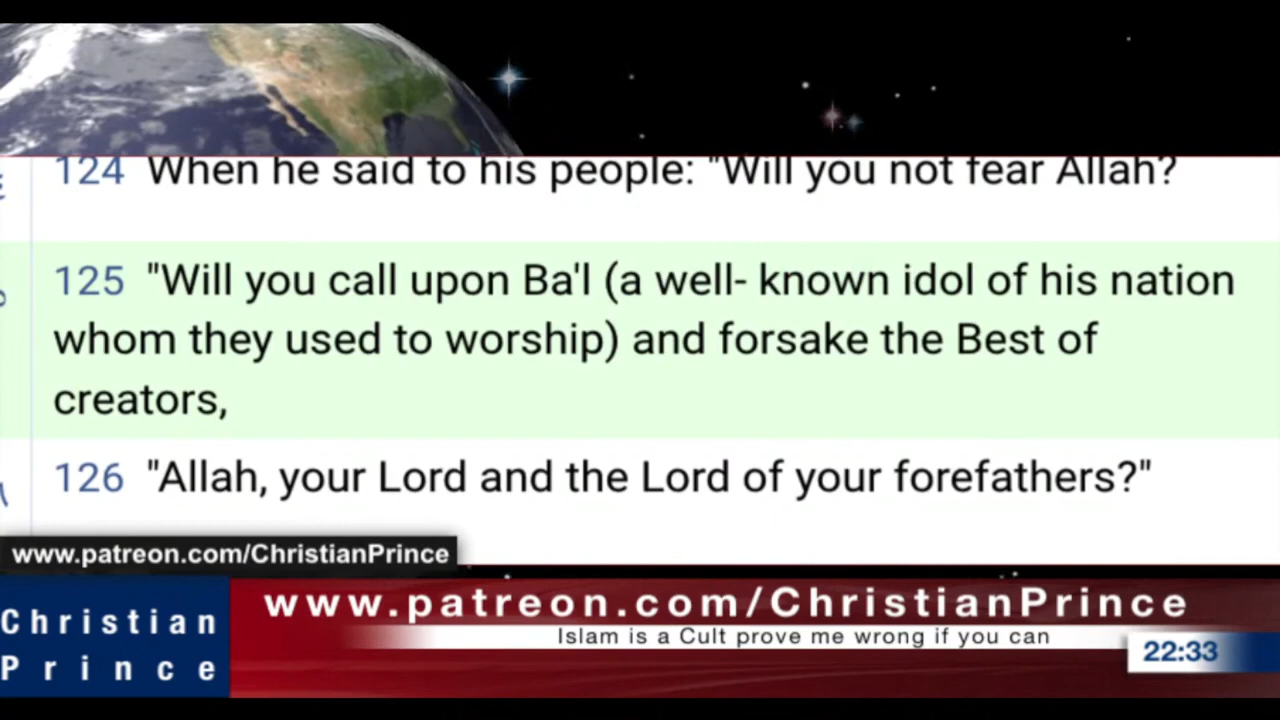 124 When he said to his people: "Will you not fear Allah?
125 "Will you call upon Ba'l (a well- known idol of his nation
whom they used to worship) and forsake the Best of
creators,
126 "Allah, your Lord and the Lord of your forefathers?"
www.patreon.com/ChristianPrince
Christian
Prince
www.patreon.com/ChristianPrince
Islam is a Cult prove me wrong if you can
22:33